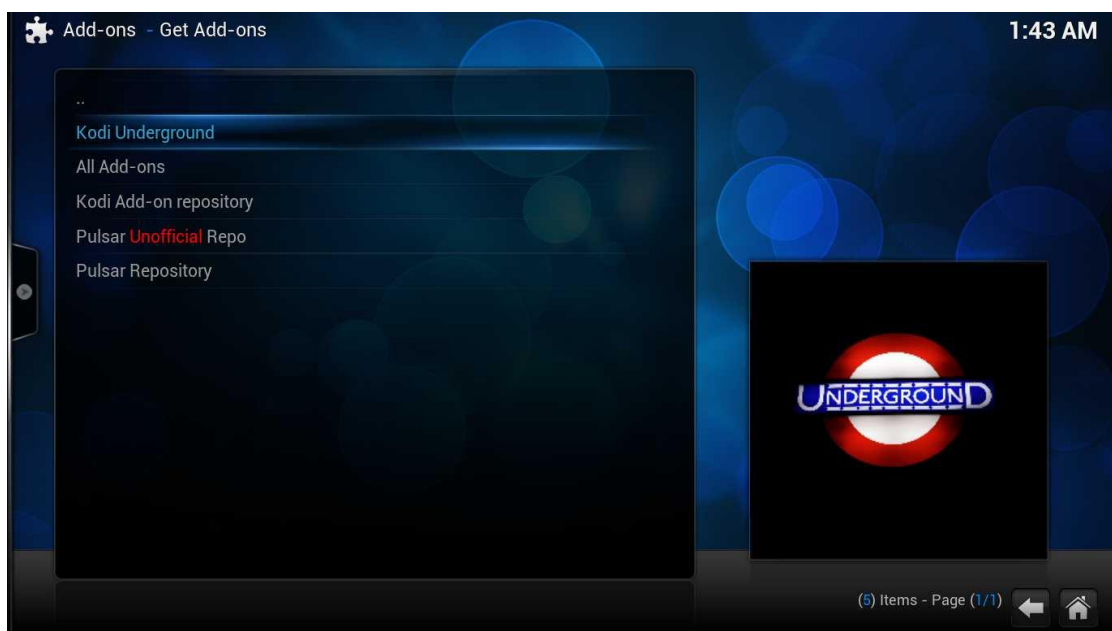 Add-ons - Get Add-ons
1:43 AM
..
Kodi Underground
All Add-ons
Kodi Add-on repository
Pulsar Unofficial Repo
Pulsar Repository
UNDERGROUND
(5) Items - Page (1/1)